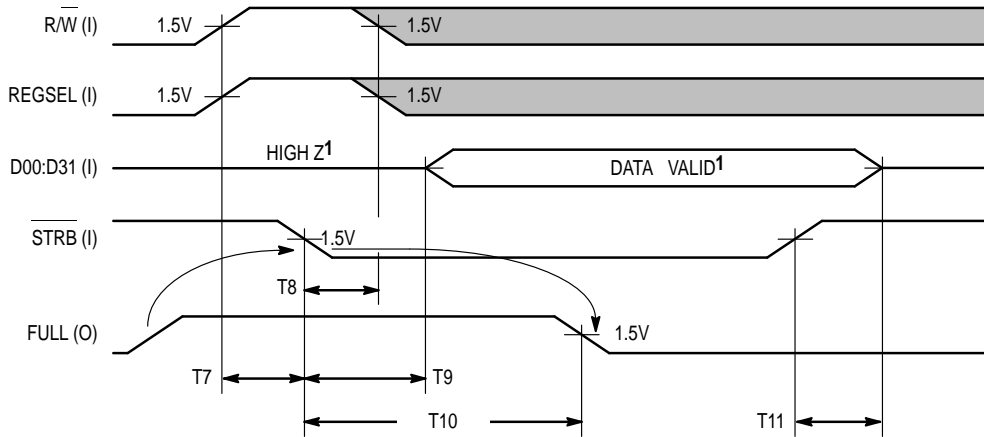 R/W̅ (I) 1.5V 1.5V
REGSEL (I) 1.5V 1.5V
D00:D31 (I) HIGH Z¹ DATA VALID¹
S̅T̅R̅B̅ (I) 1.5V
T8
FULL (O) 1.5V
T7 T9
T10 T11